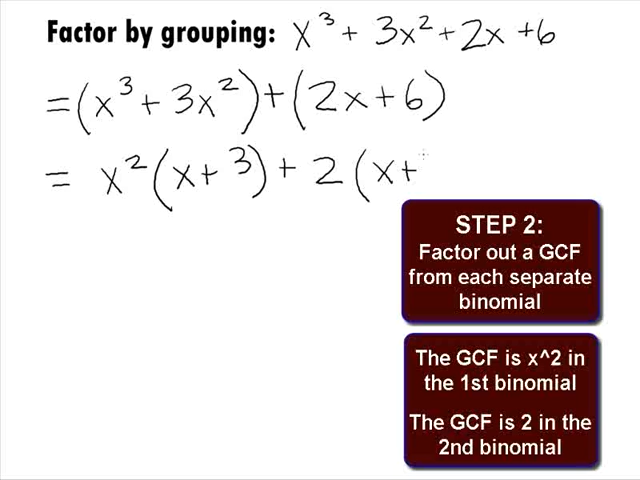 Factor by grouping: x³ + 3x² + 2x + 6
= (x³ + 3x²) + (2x + 6)
= x² (x + 3) + 2 (x +
STEP 2:
Factor out a GCF
from each separate
binomial
The GCF is x^2 in
the 1st binomial
The GCF is 2 in the
2nd binomial